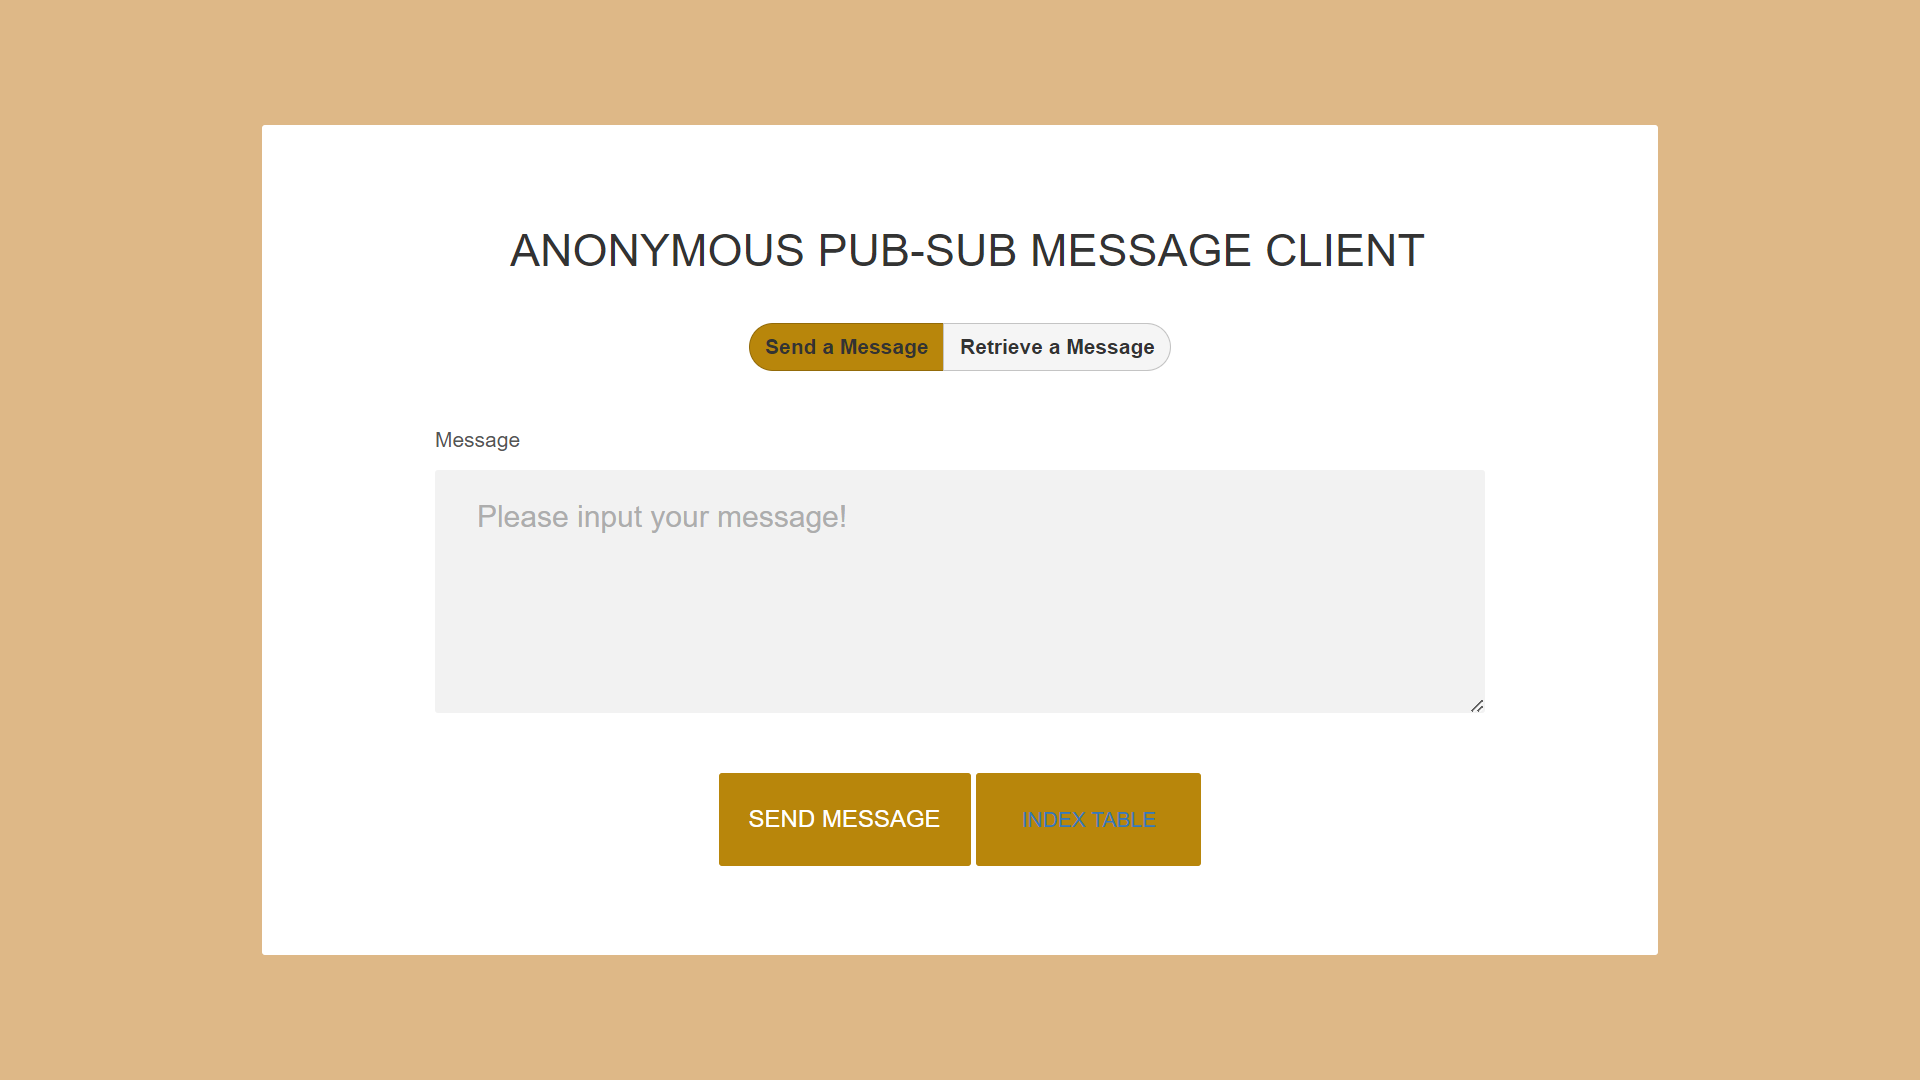 ANONYMOUS PUB-SUB MESSAGE CLIENT
Send a Message Retrieve a Message
Message
Please input your message!
SEND MESSAGE INDEX TABLE